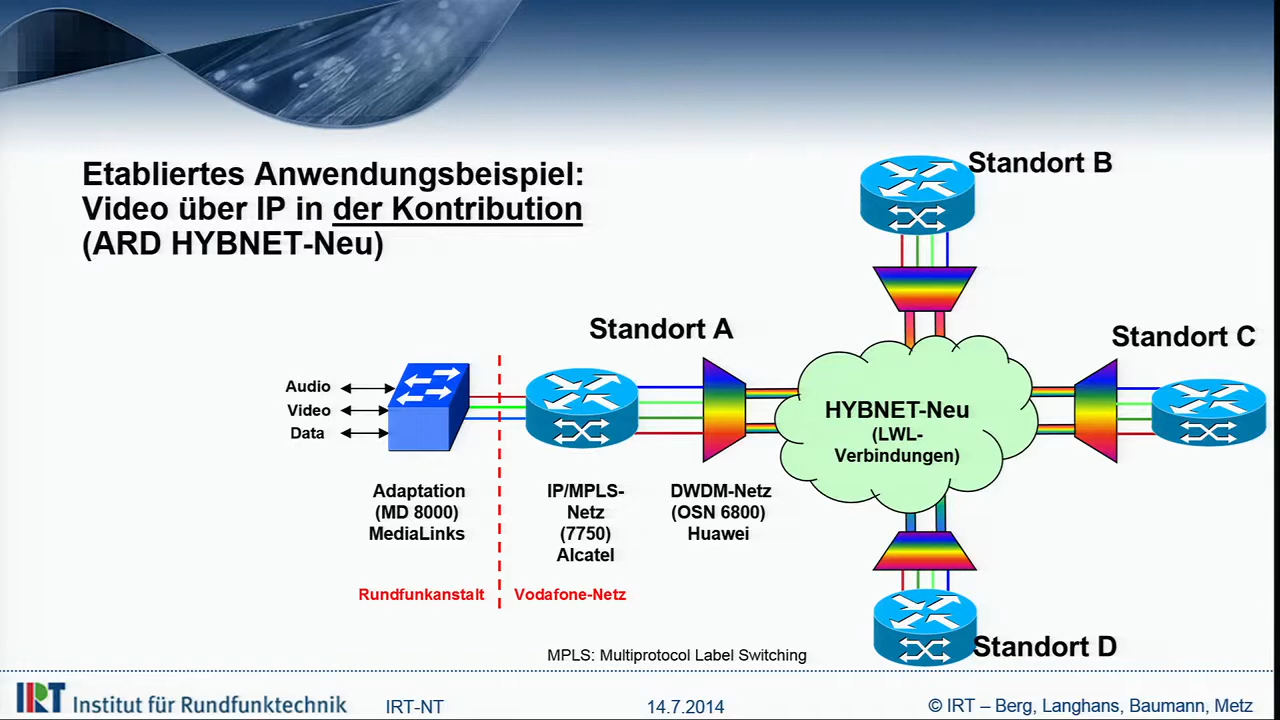 Etabliertes Anwendungsbeispiel:
Video über IP in der Kontribution
(ARD HYBNET-Neu)
Standort B
Standort A
Standort C
Audio
Video
Data
HYBNET-Neu
(LWL-
Verbindungen)
Adaptation
(MD 8000)
MediaLinks
IP/MPLS-
Netz
(7750)
Alcatel
DWDM-Netz
(OSN 6800)
Huawei
Rundfunkanstalt
Vodafone-Netz
Standort D
MPLS: Multiprotocol Label Switching
IRT Institut für Rundfunktechnik
IRT-NT
14.7.2014
© IRT – Berg, Langhans, Baumann, Metz